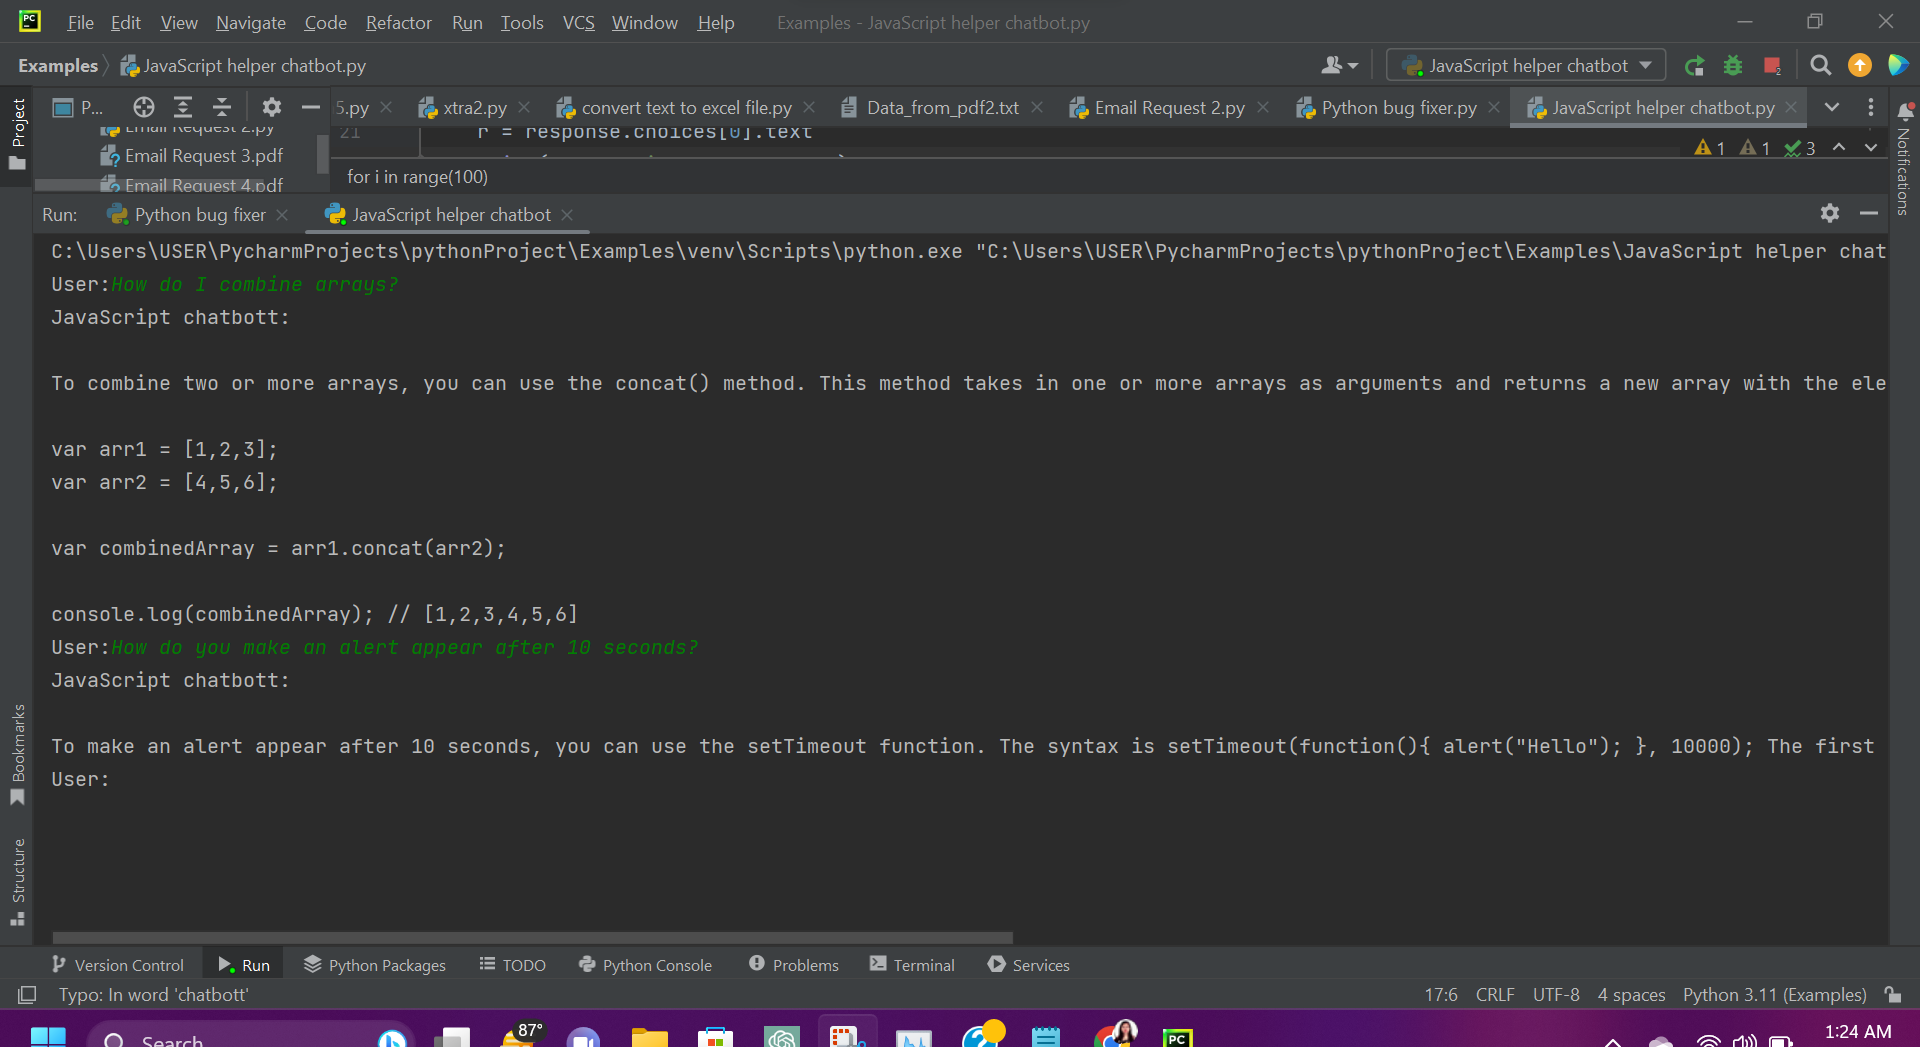 File Edit View Navigate Code Refactor Run Tools VCS Window Help Examples - JavaScript helper chatbot.py
Examples JavaScript helper chatbot.py JavaScript helper chatbot 2
Project P... 5.py xtra2.py convert text to excel file.py Data_from_pdf2.txt Email Request 2.py Python bug fixer.py JavaScript helper chatbot.py
Email Request 2.py 21 r = response.choices[0].text
Email Request 3.pdf 1 1 3
Email Request 4.pdf for i in range(100)
Notifications
Run: Python bug fixer JavaScript helper chatbot
C:\Users\USER\PycharmProjects\pythonProject\Examples\venv\Scripts\python.exe "C:\Users\USER\PycharmProjects\pythonProject\Examples\JavaScript helper chat
User:How do I combine arrays?
JavaScript chatbott:
To combine two or more arrays, you can use the concat() method. This method takes in one or more arrays as arguments and returns a new array with the ele
var arr1 = [1,2,3];
var arr2 = [4,5,6];
var combinedArray = arr1.concat(arr2);
console.log(combinedArray); // [1,2,3,4,5,6]
User:How do you make an alert appear after 10 seconds?
JavaScript chatbott:
To make an alert appear after 10 seconds, you can use the setTimeout function. The syntax is setTimeout(function(){ alert("Hello"); }, 10000); The first
User:
Bookmarks
Structure
Version Control Run Python Packages TODO Python Console Problems Terminal Services
Typo: In word 'chatbott' 17:6 CRLF UTF-8 4 spaces Python 3.11 (Examples)
Search 87° PC 1:24 AM